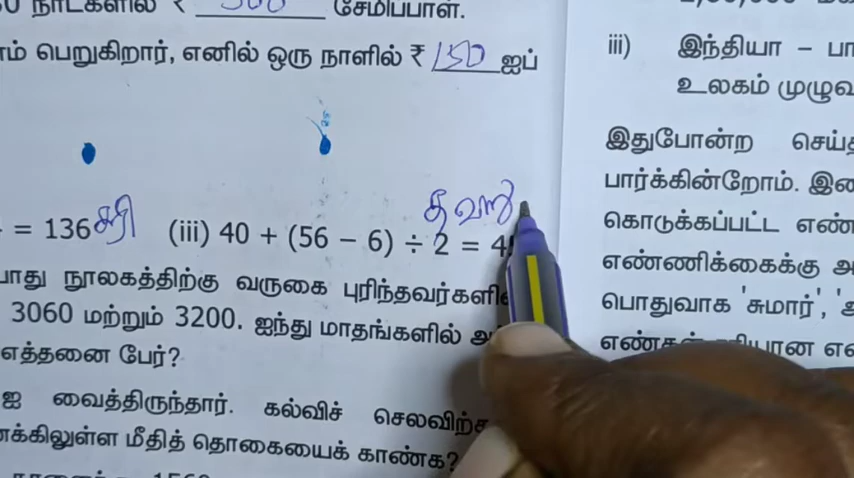 நாட்களில் ₹ 300 சேமிப்பாள்.
பெறுகிறார், எனில் ஒரு நாளில் ₹ 150 ஐப்
= 136 சரி (iii) 40 + (56 − 6) ÷ 2 = 4
நூலகத்திற்கு வருகை புரிந்தவர்களி
3060 மற்றும் 3200. ஐந்து மாதங்களில்
எத்தனை பேர்?
ஐ வைத்திருந்தார். கல்விச் செலவிற்க
மீதித் தொகையைக் காண்க?
iii) இந்தியா –
உலகம் முழுவ
இதுபோன்ற செய்
பார்க்கின்றோம்.
கொடுக்கப்பட்ட எண்
எண்ணிக்கைக்கு
பொதுவாக 'சுமார்',